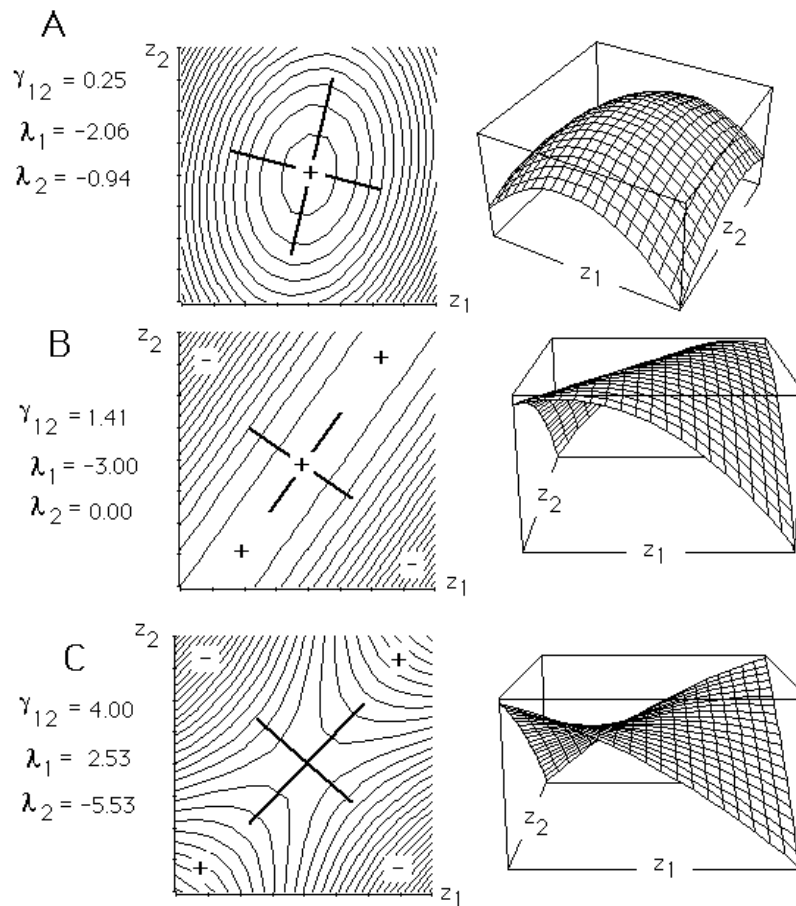 A
z2
γ12 = 0.25
λ1 = -2.06
λ2 = -0.94
+
z1
z1
z2
B
z2
-
+
γ12 = 1.41
λ1 = -3.00
λ2 = 0.00
+
+
-
z1
z2
z1
C
z2
-
+
γ12 = 4.00
λ1 = 2.53
λ2 = -5.53
+
-
z1
z2
z1